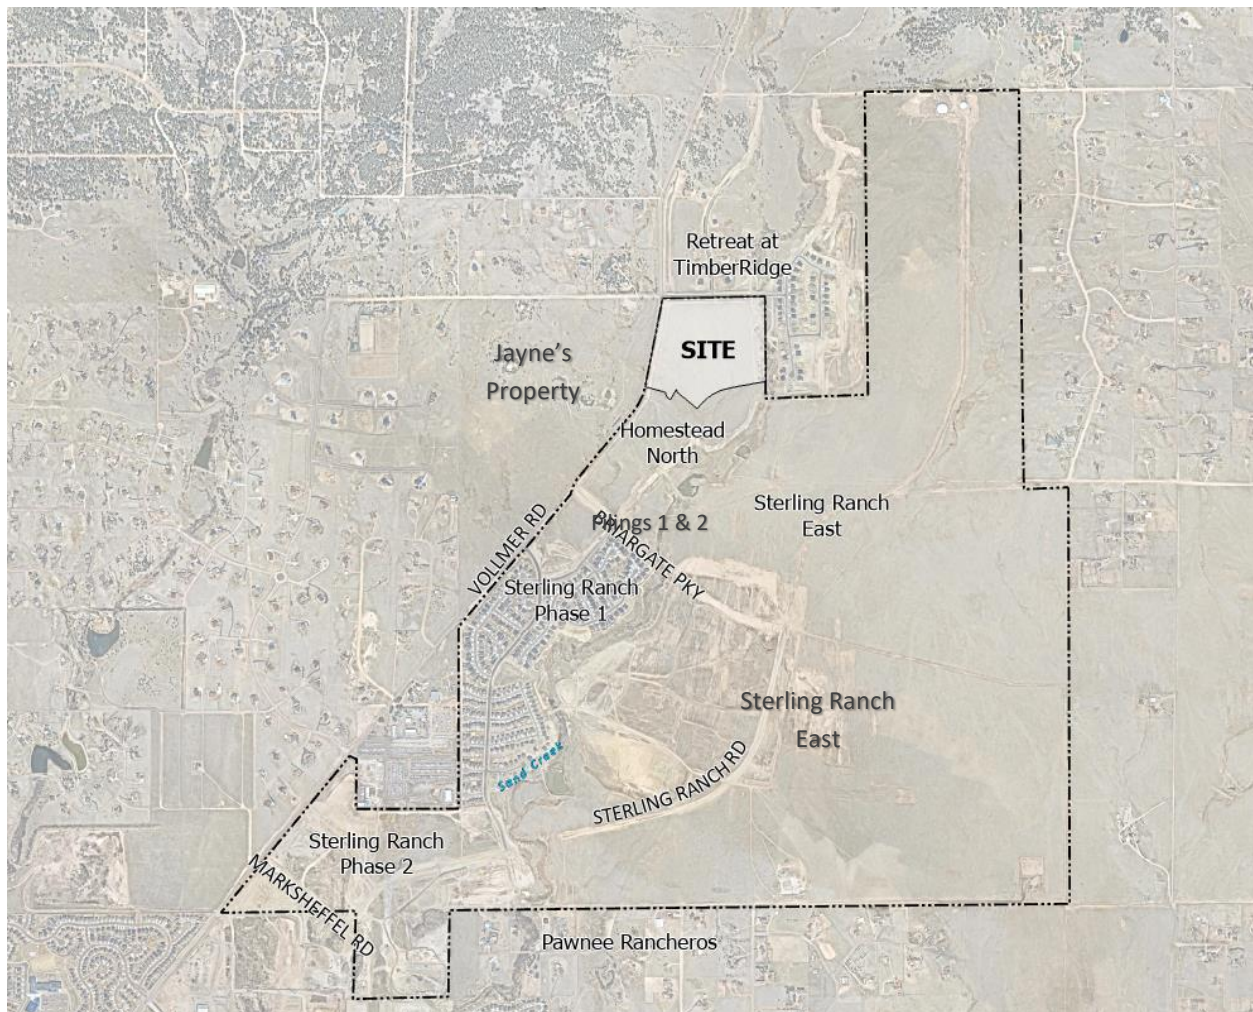 Retreat at
TimberRidge
SITE
Jayne's
Property
Homestead
North
Sterling Ranch
East
Filings 1 & 2
VOLLMER RD
BRIARGATE PKY
Sterling Ranch
Phase 1
Sterling Ranch
East
Sand Creek
STERLING RANCH RD
Sterling Ranch
Phase 2
MARKSHEFFEL RD
Pawnee Rancheros